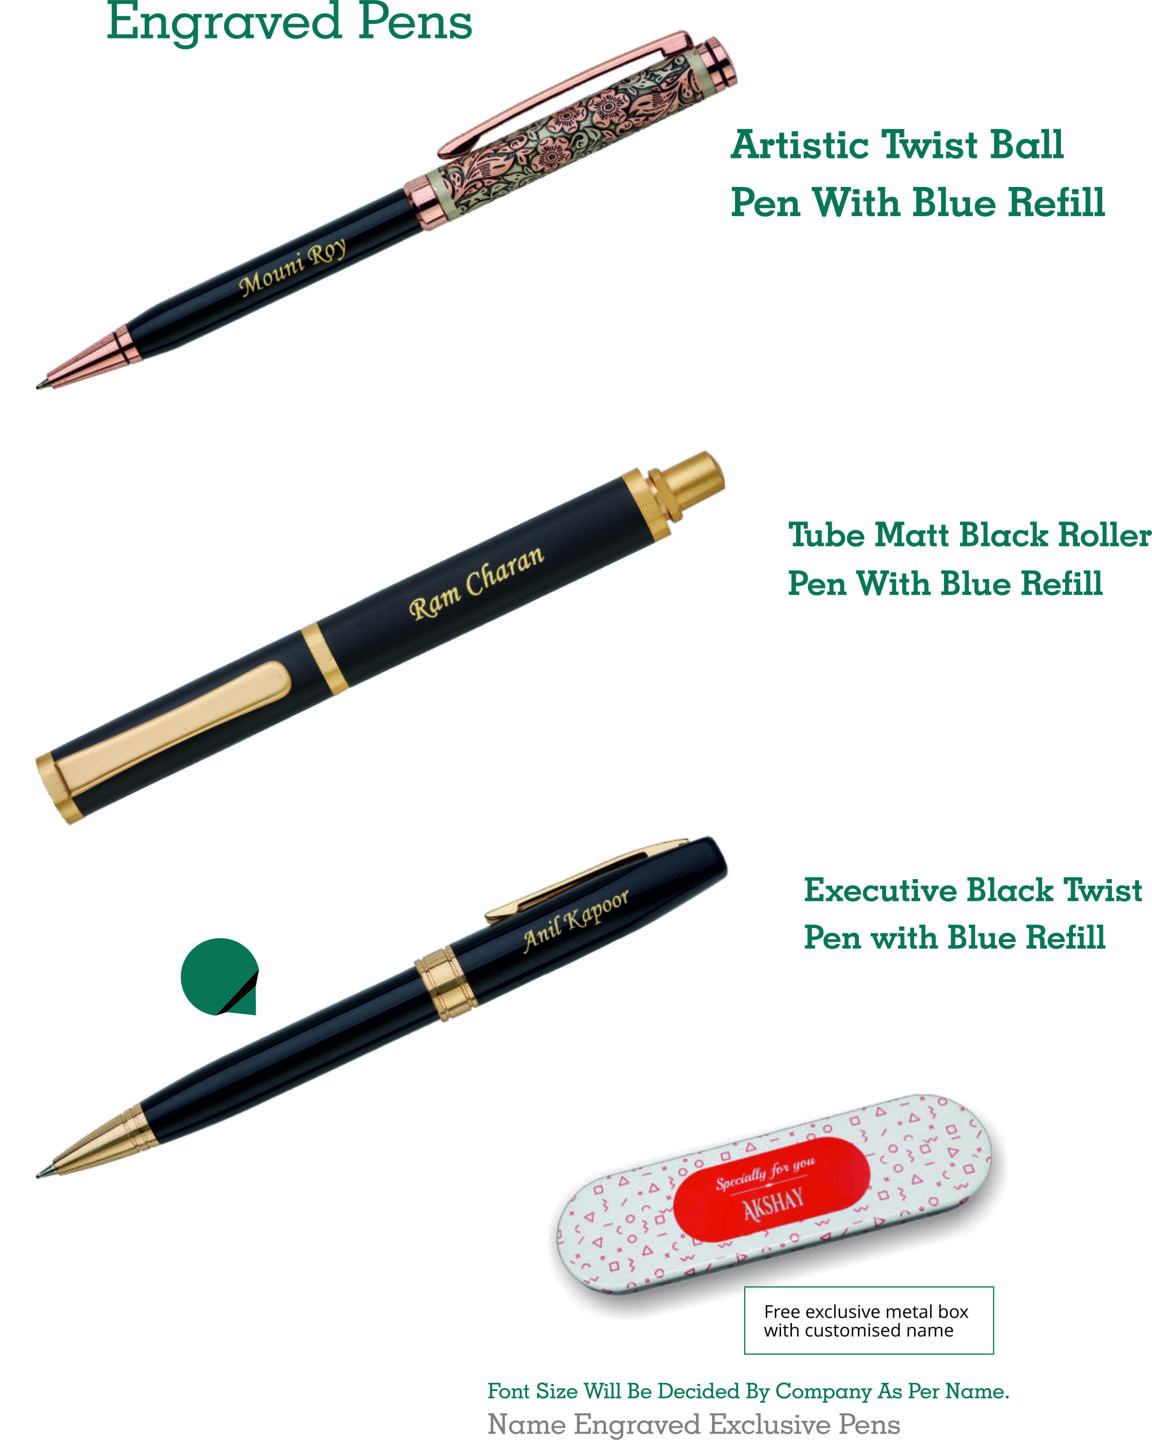 Engraved Pens
Artistic Twist Ball
Pen With Blue Refill
Mouni Roy
Tube Matt Black Roller
Pen With Blue Refill
Ram Charan
Executive Black Twist
Pen with Blue Refill
Anil Kapoor
Specially for you
AKSHAY
Free exclusive metal box
with customised name
Font Size Will Be Decided By Company As Per Name.
Name Engraved Exclusive Pens